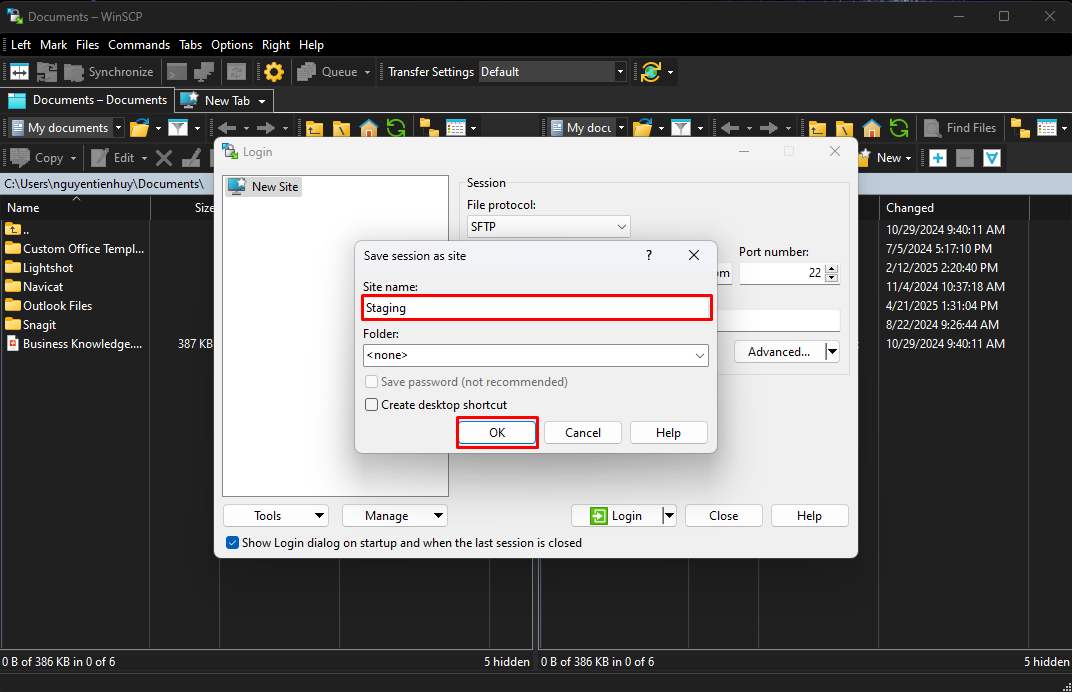 Documents – WinSCP
Left Mark Files Commands Tabs Options Right Help
Synchronize Queue Transfer Settings Default
Documents – Documents New Tab
My documents My docu Find Files
Copy Edit New
C:\Users\nguyentienhuy\Documents\
Name Size Changed
..
Custom Office Templ...
Lightshot
Navicat
Outlook Files
Snagit
Business Knowledge.... 387 KB
10/29/2024 9:40:11 AM
7/5/2024 5:17:10 PM
2/12/2025 2:20:40 PM
11/4/2024 10:37:18 AM
4/21/2025 1:31:04 PM
8/22/2024 9:26:44 AM
10/29/2024 9:40:11 AM
Login
New Site
Session
File protocol:
SFTP
Port number:
om 22
Advanced...
Save session as site ?
Site name:
Staging
Folder:
<none>
Save password (not recommended)
Create desktop shortcut
OK Cancel Help
Tools Manage Login Close Help
Show Login dialog on startup and when the last session is closed
0 B of 386 KB in 0 of 6 5 hidden 0 B of 386 KB in 0 of 6 5 hidden